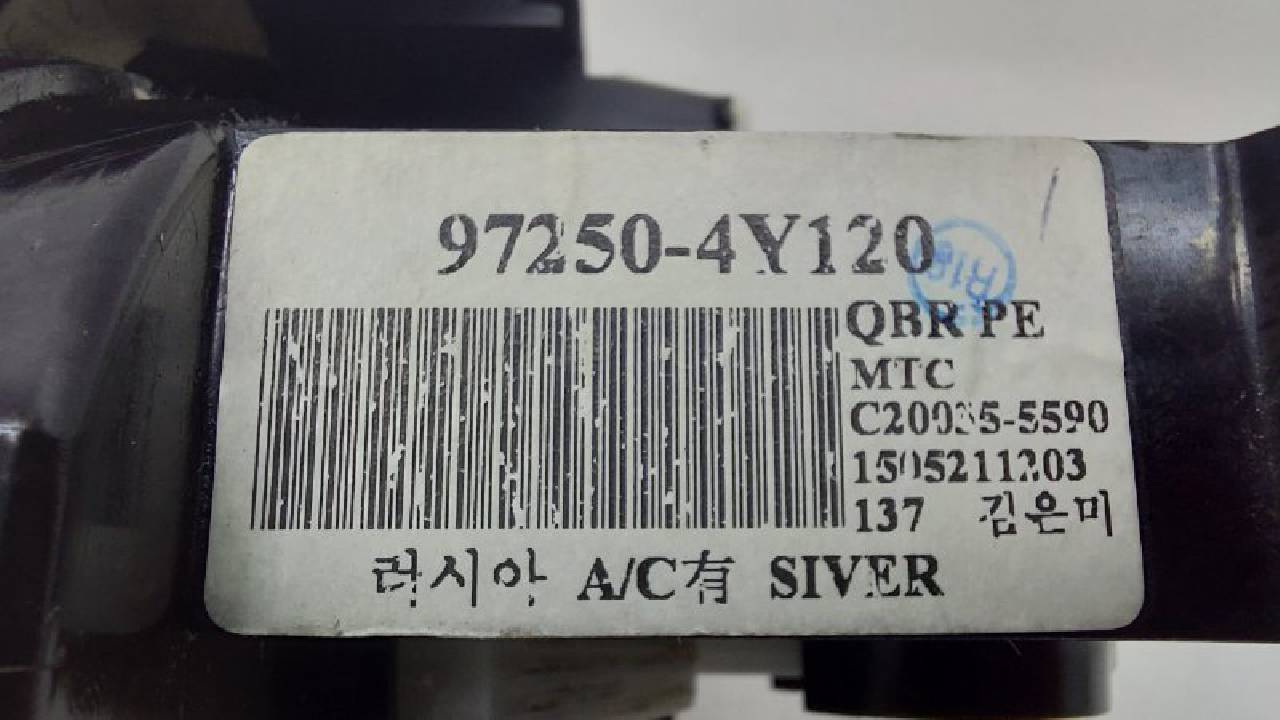 97250-4Y120
QBR PE
MTC
C20035-5590
1505211203
137 김은미
러시아 A/C有 SIVER